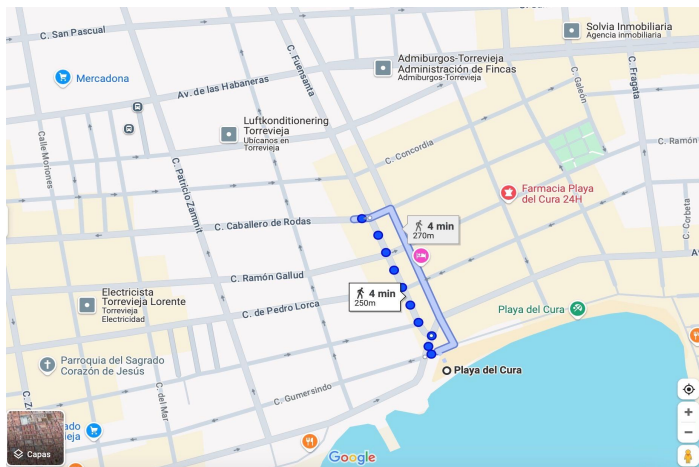 C. San Pascual
Solvia Inmobiliaria
Agencia inmobiliaria
Mercadona
C. Fuensanta
Admiburgos-Torrevieja
Administración de Fincas
Admiburgos-Torrevieja
C. Galeón
C. Fragata
Av. de las Habaneras
Luftkonditionering
Torrevieja
Ubícanos en
Torrevieja
Calle Moriones
C. Patricio Zammit
C. Concordia
C. Ramón
Farmacia Playa
del Cura 24H
C. Caballero de Rodas
4 min
270m
C. Corbeta
C. Ramón Gallud
Electricista
Torrevieja Lorente
Torrevieja
Electricidad
4 min
250m
C. de Pedro Lorca
Playa del Cura
Parroquia del Sagrado
Corazón de Jesús
Playa del Cura
C. Gumersindo
C. del Mar
Capas
Google